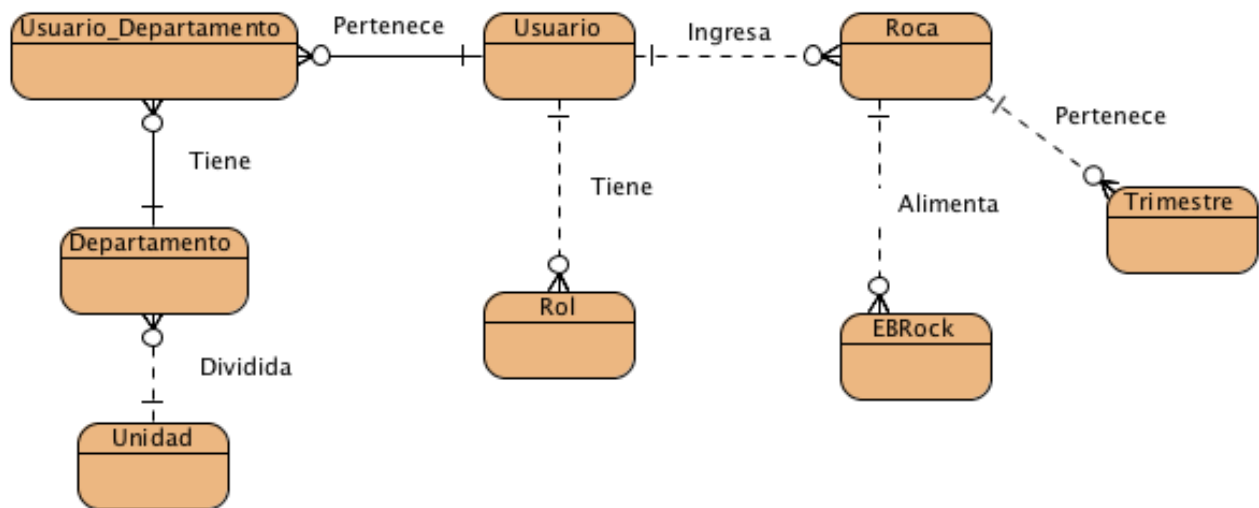 Usuario_Departamento
Pertenece
Usuario
Ingresa
Roca
Pertenece
Tiene
Tiene
Alimenta
Trimestre
Departamento
Rol
EBRock
Dividida
Unidad